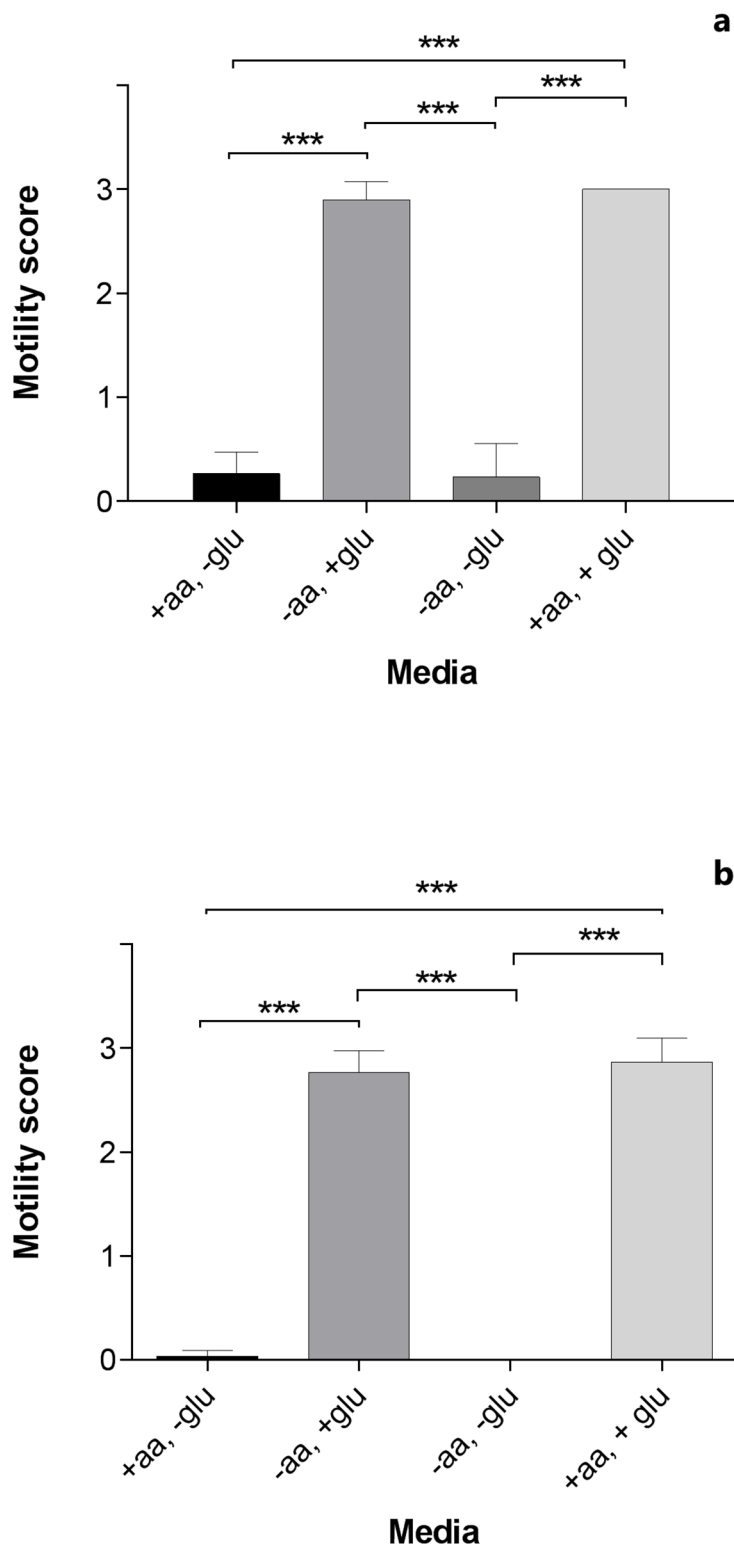 a
***
***
***
***
3
2
1
0
Motility score
+aa, -glu
-aa, +glu
-aa, -glu
+aa, + glu
Media
b
***
***
***
***
3
2
1
0
Motility score
+aa, -glu
-aa, +glu
-aa, -glu
+aa, + glu
Media